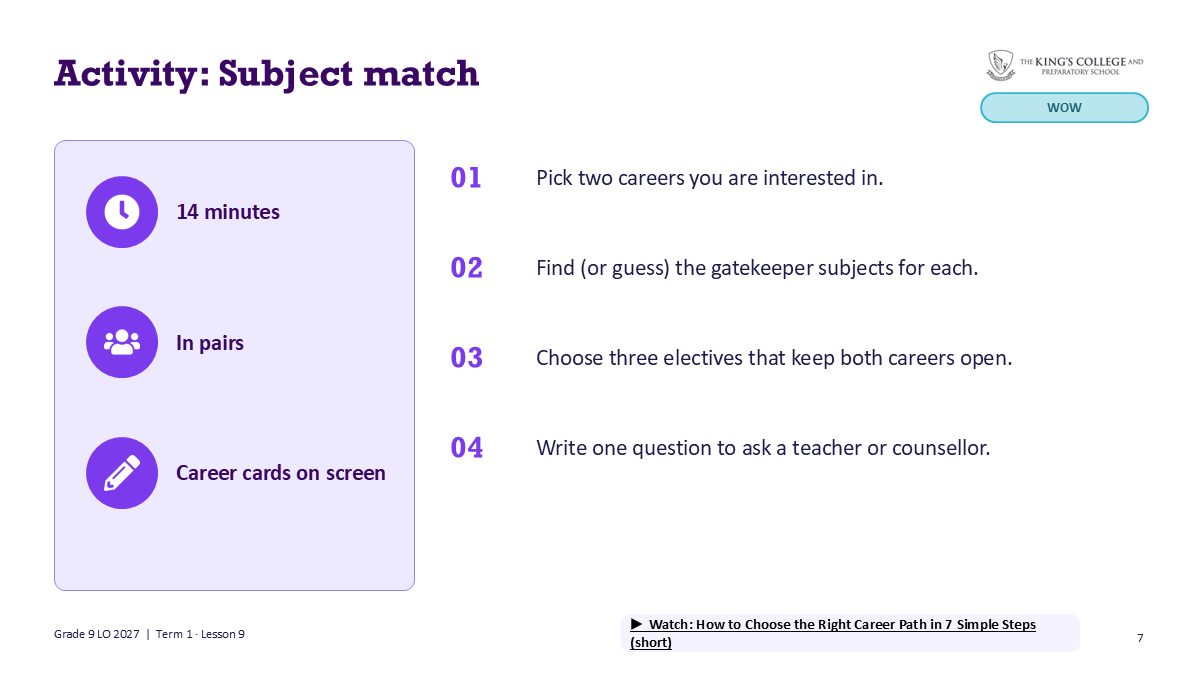 Activity: Subject match
THE KING'S COLLEGE AND
PREPARATORY SCHOOL
WOW
14 minutes
In pairs
Career cards on screen
01 Pick two careers you are interested in.
02 Find (or guess) the gatekeeper subjects for each.
03 Choose three electives that keep both careers open.
04 Write one question to ask a teacher or counsellor.
Grade 9 LO 2027 | Term 1 · Lesson 9
▶ Watch: How to Choose the Right Career Path in 7 Simple Steps
(short)
7